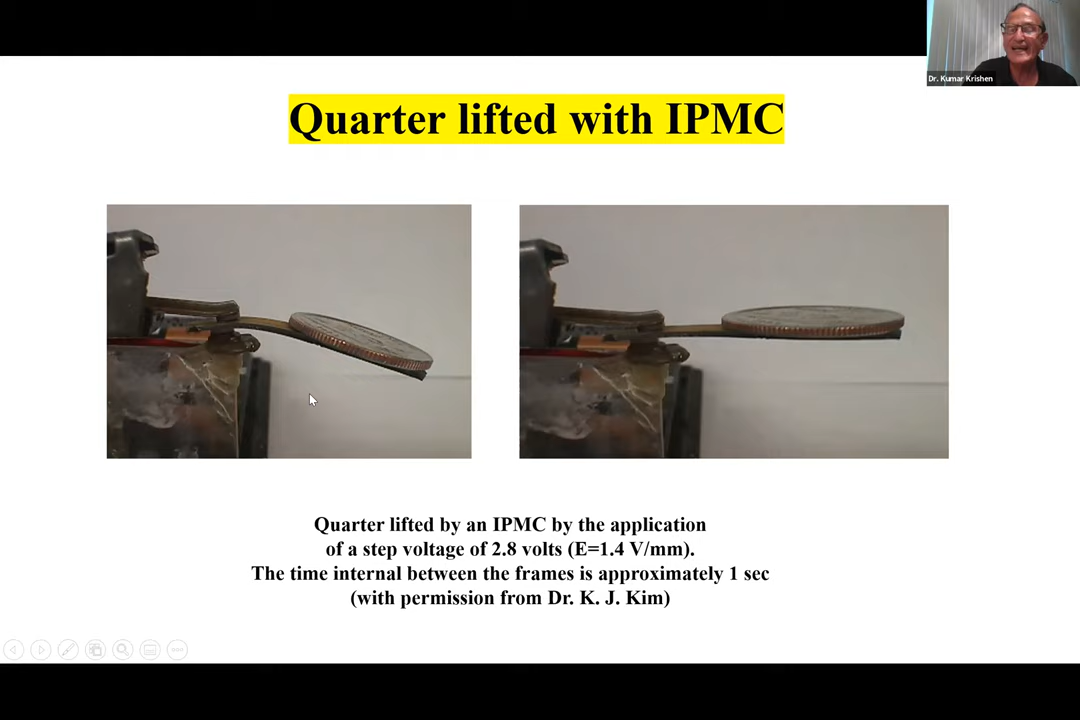 Dr. Kumar Krishen
Quarter lifted with IPMC
Quarter lifted by an IPMC by the application
of a step voltage of 2.8 volts (E=1.4 V/mm).
The time internal between the frames is approximately 1 sec
(with permission from Dr. K. J. Kim)